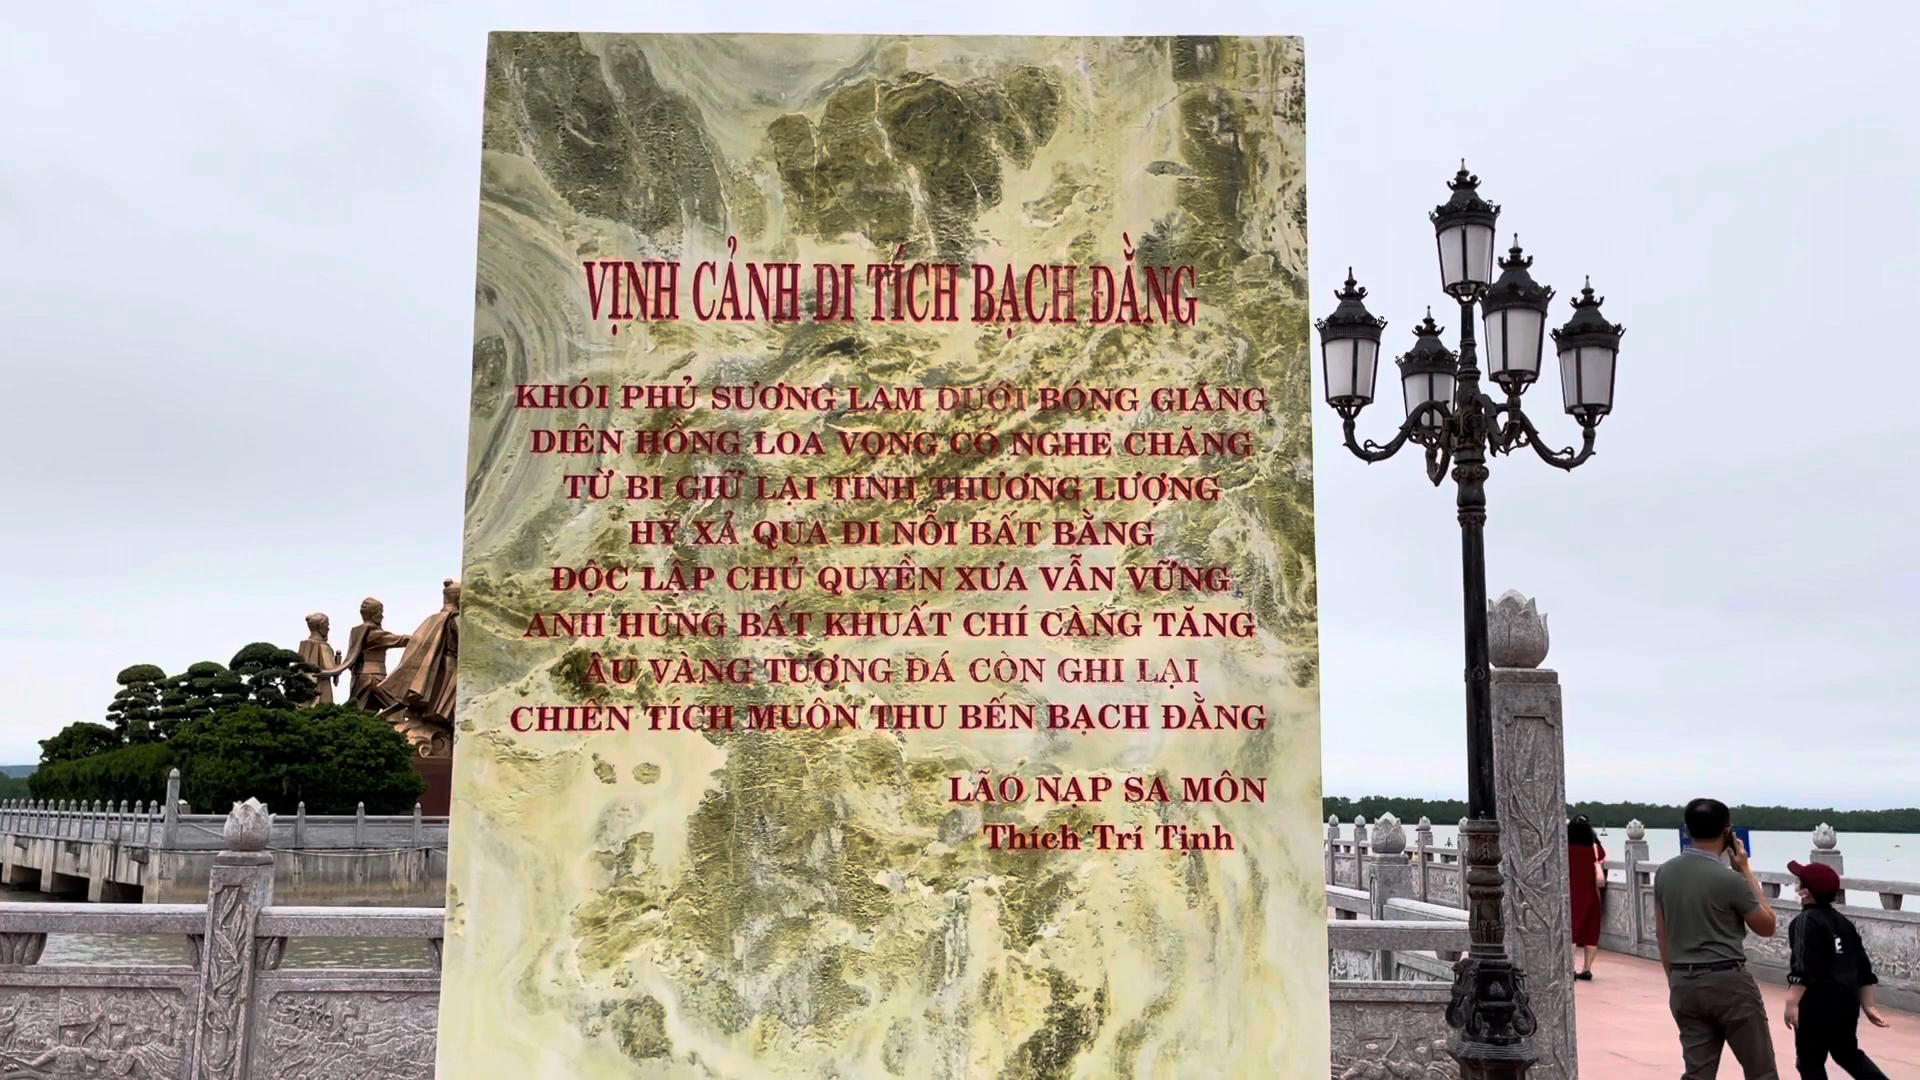 VỊNH CẢNH DI TÍCH BẠCH ĐẰNG
KHÓI PHỦ SƯƠNG LAM DƯỚI BÓNG GIĂNG
DIÊN HỒNG LOA VỌNG CÓ NGHE CHĂNG
TỪ BI GIỮ LẠI TÌNH THƯƠNG LƯỢNG
HỶ XẢ QUA ĐI NỖI BẤT BẰNG
ĐỘC LẬP CHỦ QUYỀN XƯA VẪN VỮNG
ANH HÙNG BẤT KHUẤT CHÍ CÀNG TĂNG
ÂU VÀNG TƯỢNG ĐÁ CÒN GHI LẠI
CHIẾN TÍCH MUÔN THU BẾN BẠCH ĐẰNG
LÃO NẠP SA MÔN
Thích Trí Tịnh